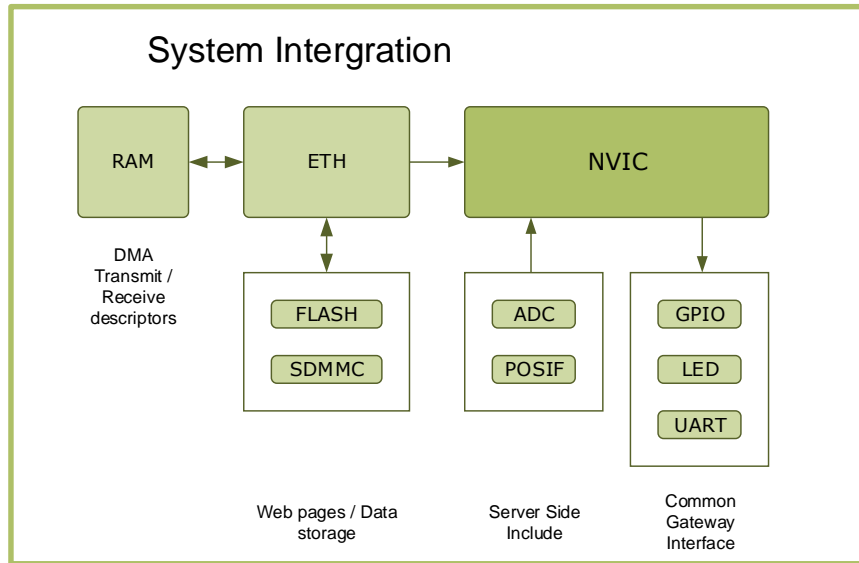 System Intergration
RAM
ETH
NVIC
DMA
Transmit /
Receive
descriptors
FLASH
SDMMC
ADC
POSIF
GPIO
LED
UART
Web pages / Data
storage
Server Side
Include
Common
Gateway
Interface